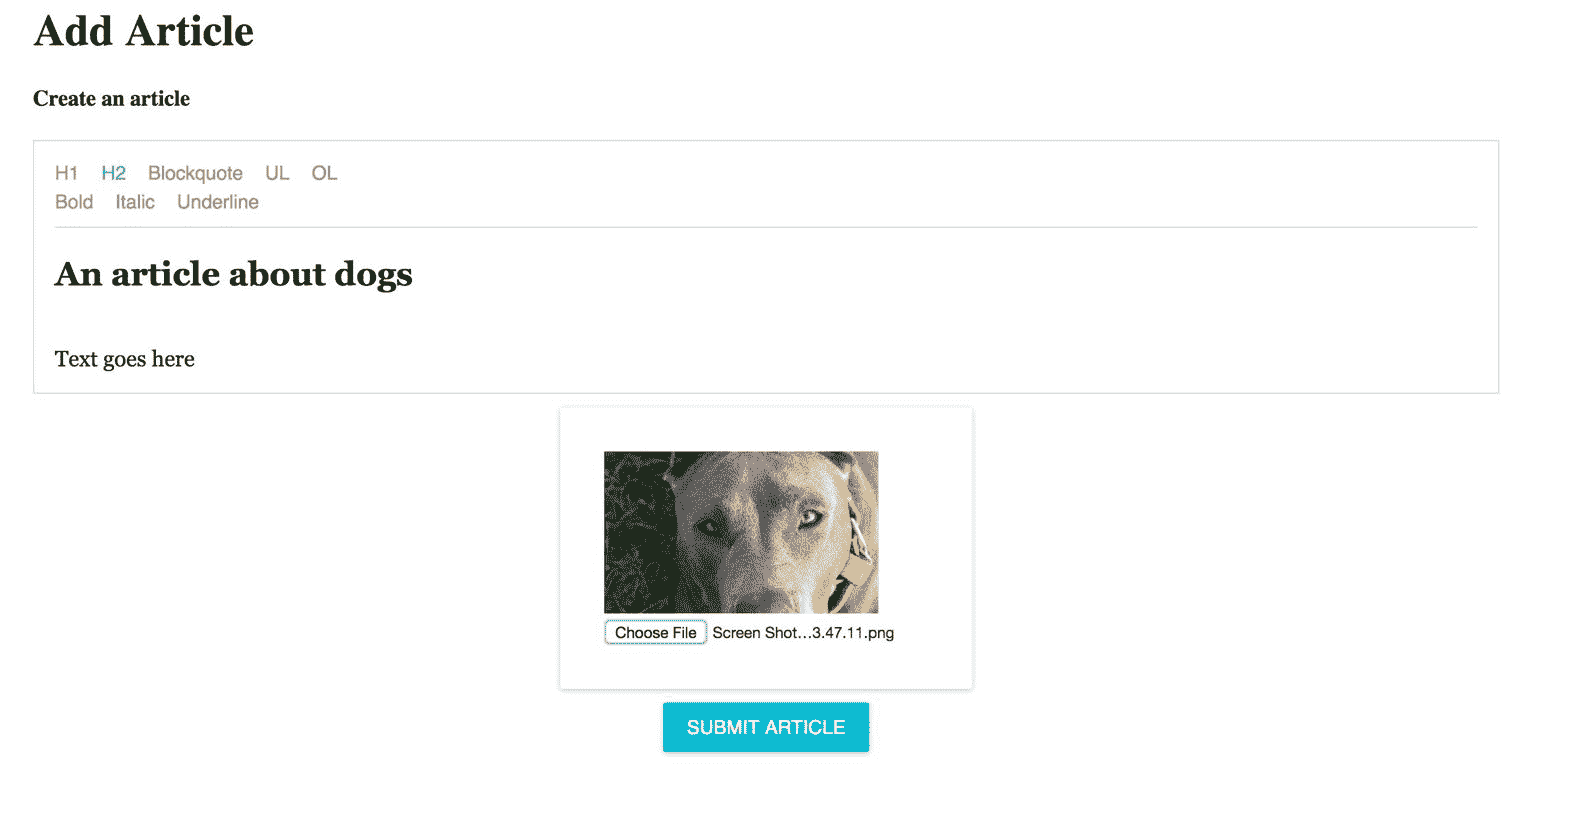 Add Article
Create an article
H1 H2 Blockquote UL OL
Bold Italic Underline
An article about dogs
Text goes here
Choose File Screen Shot...3.47.11.png
SUBMIT ARTICLE